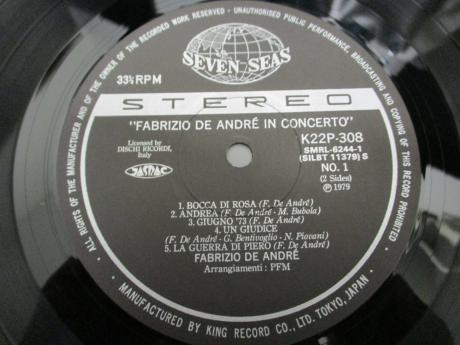 ALL RIGHTS OF THE MANUFACTURER AND OF THE OWNER OF THE RECORDED WORK RESERVED · UNAUTHORISED PUBLIC PERFORMANCE, BROADCASTING AND COPYING OF THIS RECORD PROHIBITED
SEVEN SEAS
33⅓RPM
STEREO
"FABRIZIO DE ANDRÉ IN CONCERTO"
Licensed by
DISCHI RICORDI,
Italy
JASRAC
K22P-308
SMRL-6244-1
(SILBT 11379) S
NO. 1
(2 Sides)
Ⓟ1979
1. BOCCA DI ROSA (F. De André)
2. ANDREA (F. De André - M. Bubola)
3. GIUGNO '73 (F. De André)
4. UN GIUDICE
(F. De André - G. Bentivoglio - N. Piovani)
5. LA GUERRA DI PIERO (F. De André)
FABRIZIO DE ANDRÉ
Arrangiamenti : PFM
· MANUFACTURED BY KING RECORD CO., LTD. TOKYO, JAPAN ·